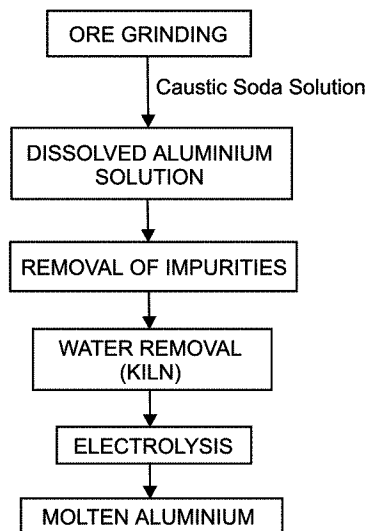 ORE GRINDING
Caustic Soda Solution
DISSOLVED ALUMINIUM
SOLUTION
REMOVAL OF IMPURITIES
WATER REMOVAL
(KILN)
ELECTROLYSIS
MOLTEN ALUMINIUM